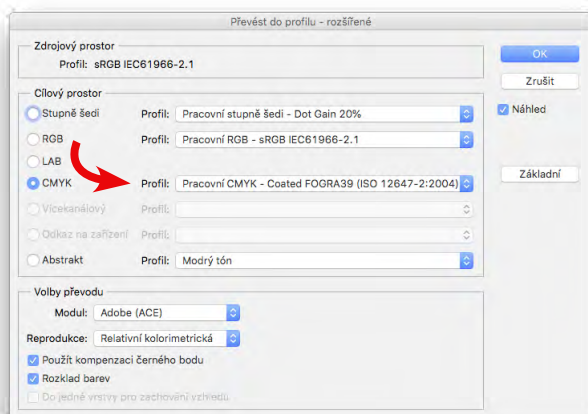 Převést do profilu - rozšířené
Zdrojový prostor
Profil: sRGB IEC61966-2.1
OK
Zrušit
Náhled
Základní
Cílový prostor
Stupně šedi Profil: Pracovní stupně šedi - Dot Gain 20%
RGB Profil: Pracovní RGB - sRGB IEC61966-2.1
LAB
CMYK Profil: Pracovní CMYK - Coated FOGRA39 (ISO 12647-2:2004)
Vícekanálový Profil:
Odkaz na zařízení Profil:
Abstrakt Profil: Modrý tón
Volby převodu
Modul: Adobe (ACE)
Reprodukce: Relativní kolorimetrická
Použít kompenzaci černého bodu
Rozklad barev
Do jedné vrstvy pro zachování vzhledu